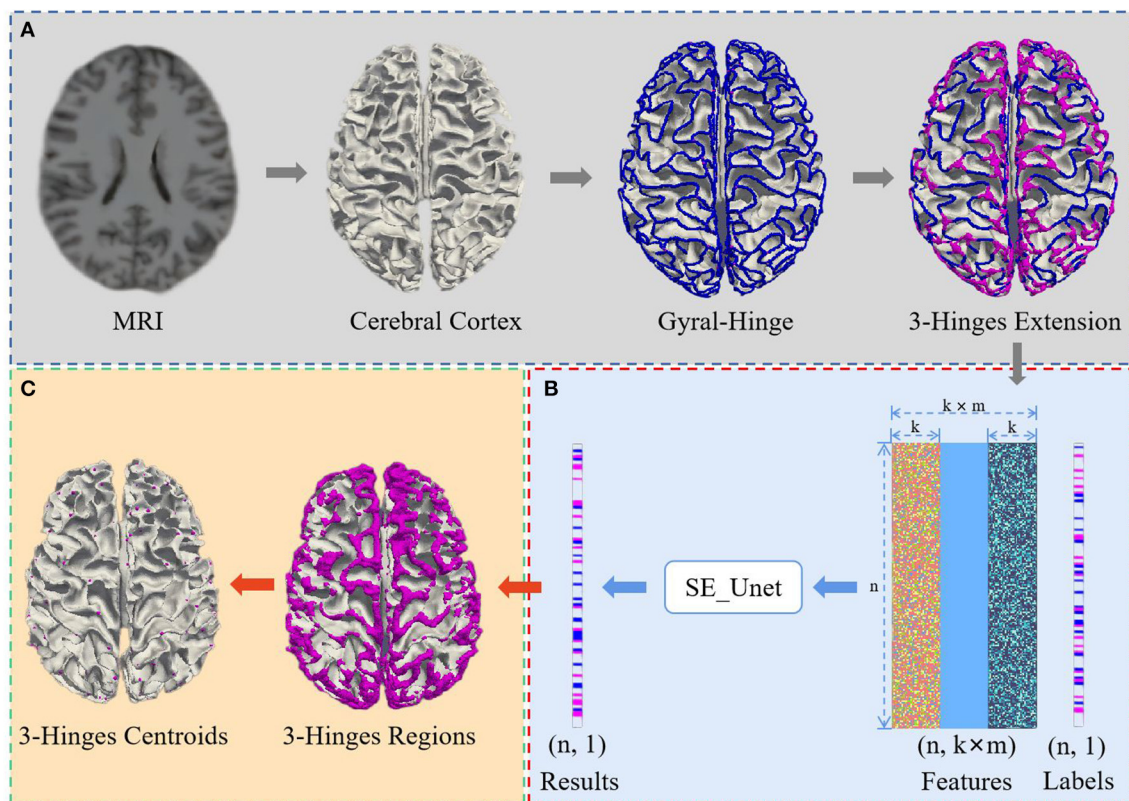 A
MRI
Cerebral Cortex
Gyral-Hinge
3-Hinges Extension
C
3-Hinges Centroids
3-Hinges Regions
B
k × m
k
k
n
SE_Unet
(n, 1)
Results
(n, k×m)
Features
(n, 1)
Labels